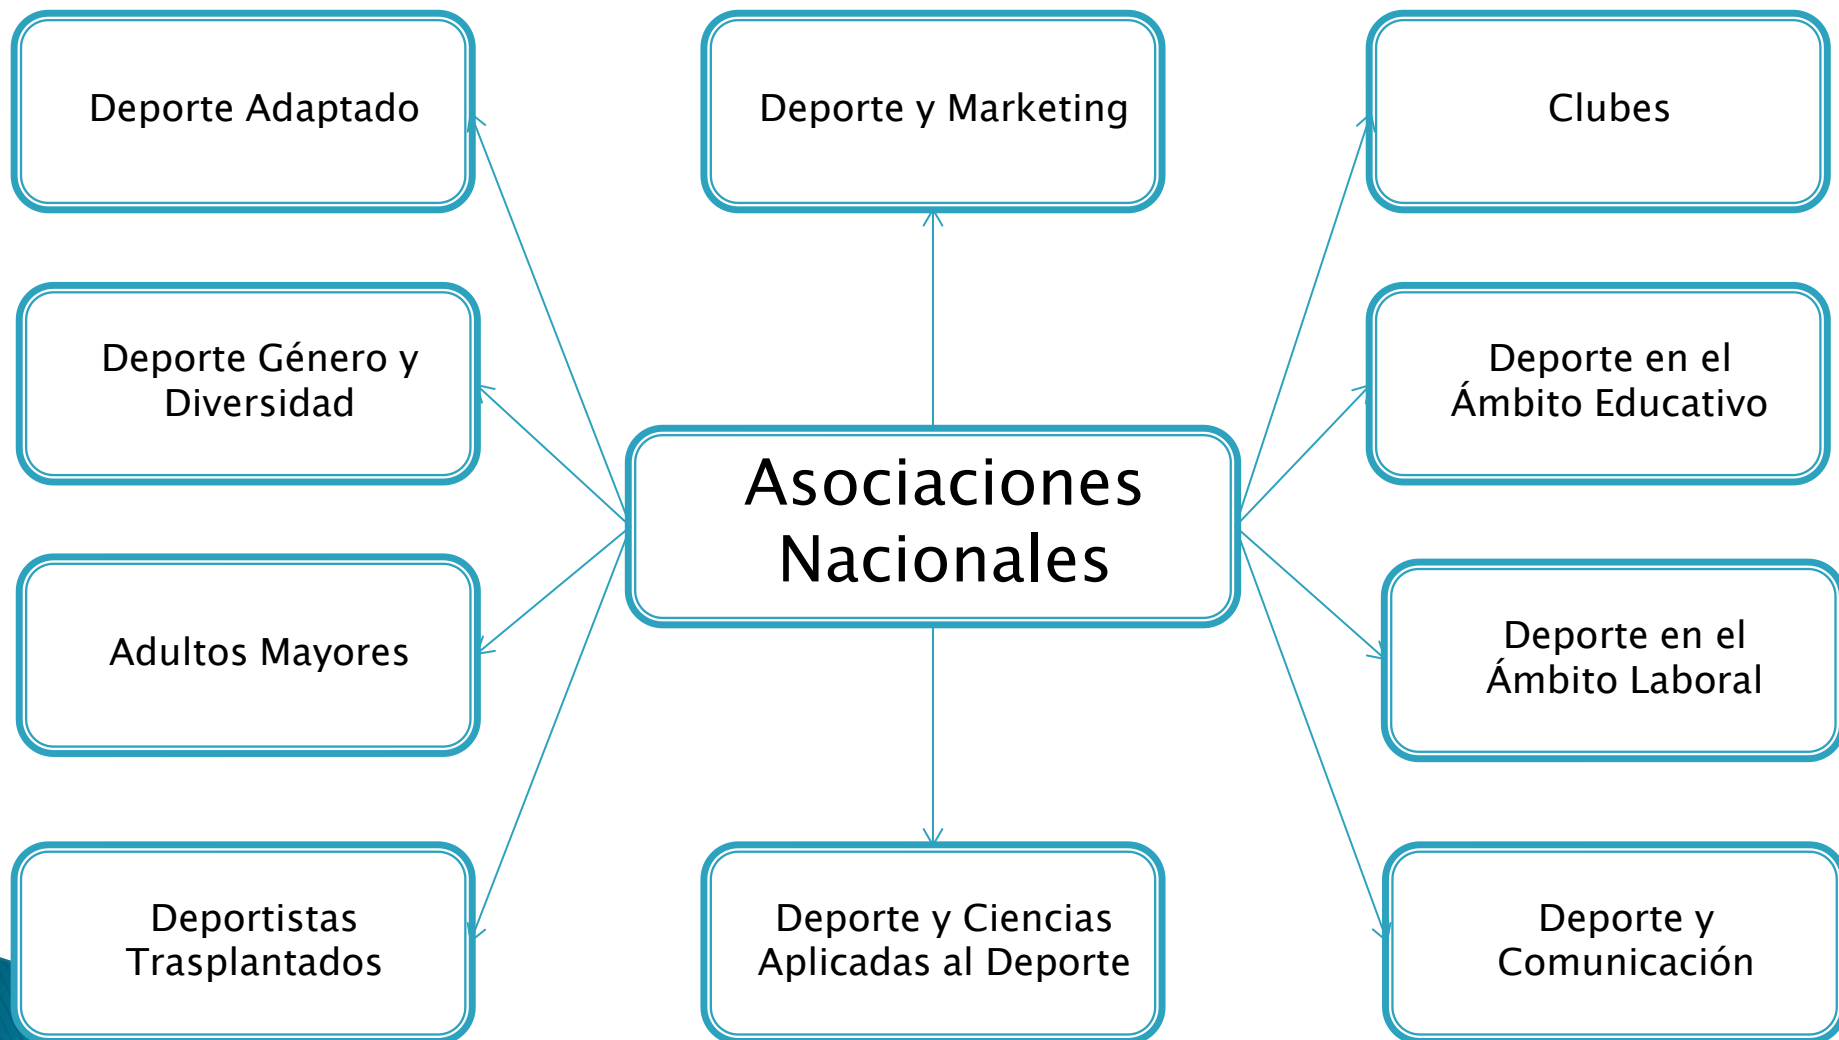 Deporte Adaptado
Deporte y Marketing
Clubes
Deporte Género y
Diversidad
Deporte en el
Ámbito Educativo
Asociaciones
Nacionales
Adultos Mayores
Deporte en el
Ámbito Laboral
Deportistas
Trasplantados
Deporte y Ciencias
Aplicadas al Deporte
Deporte y
Comunicación